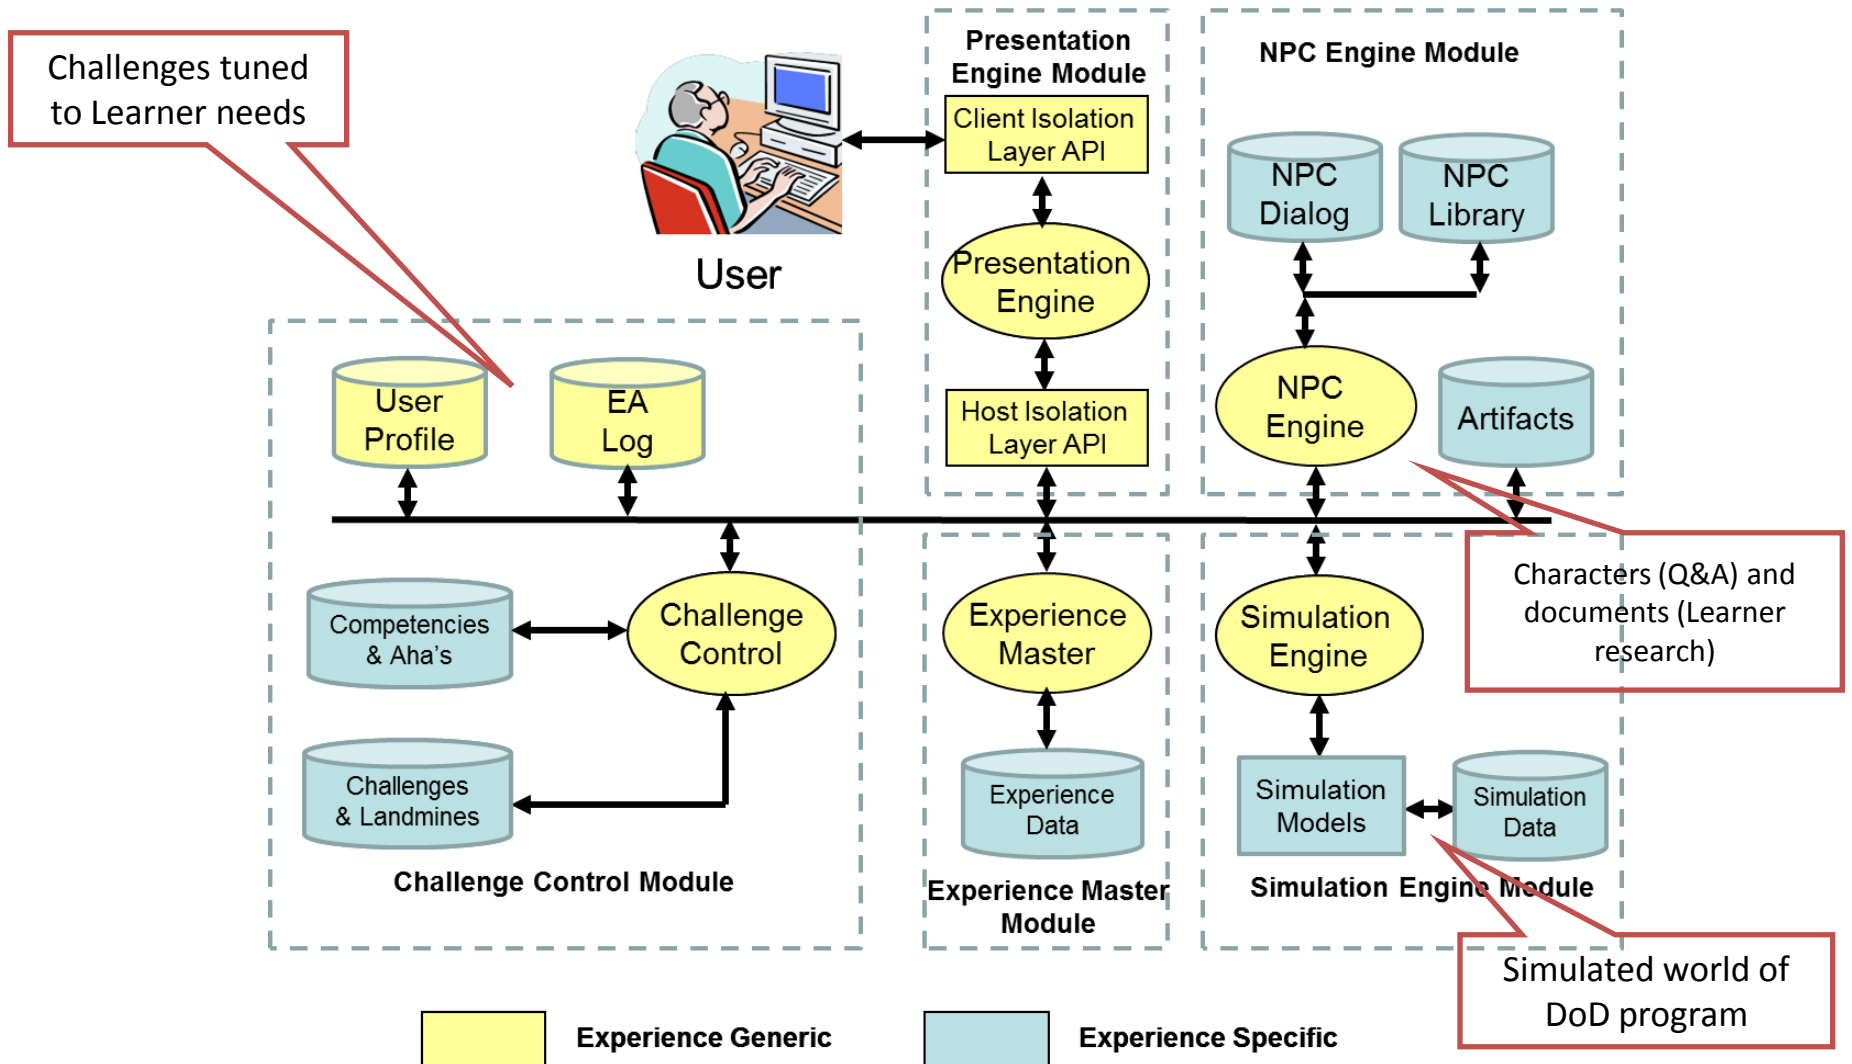 Challenges tuned
to Learner needs
User
Presentation
Engine Module
Client Isolation
Layer API
Presentation
Engine
Host Isolation
Layer API
NPC Engine Module
NPC
Dialog
NPC
Library
NPC
Engine
Artifacts
User
Profile
EA
Log
Competencies
& Aha's
Challenge
Control
Challenges
& Landmines
Challenge Control Module
Experience
Master
Experience
Data
Experience Master
Module
Simulation
Engine
Simulation
Models
Simulation
Data
Simulation Engine Module
Characters (Q&A) and
documents (Learner
research)
Simulated world of
DoD program
Experience Generic
Experience Specific